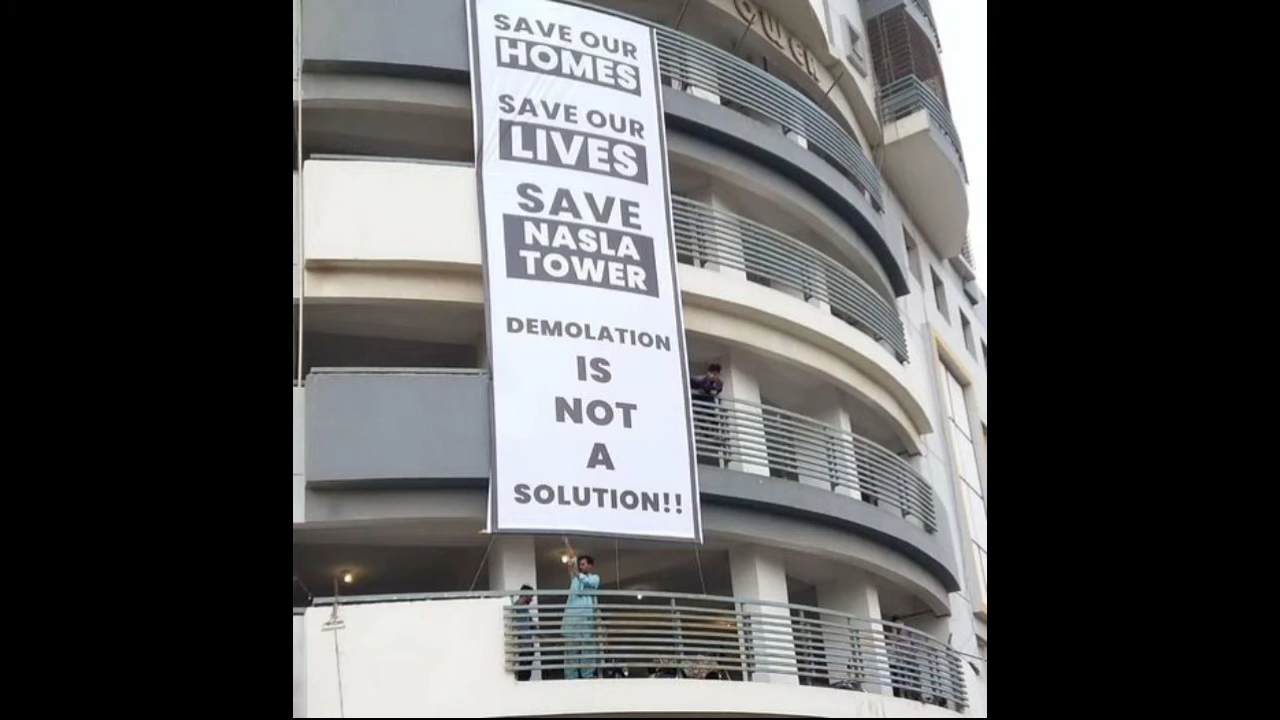 SAVE OUR
HOMES
SAVE OUR
LIVES
SAVE
NASLA
TOWER
DEMOLATION
IS
NOT
A
SOLUTION!!